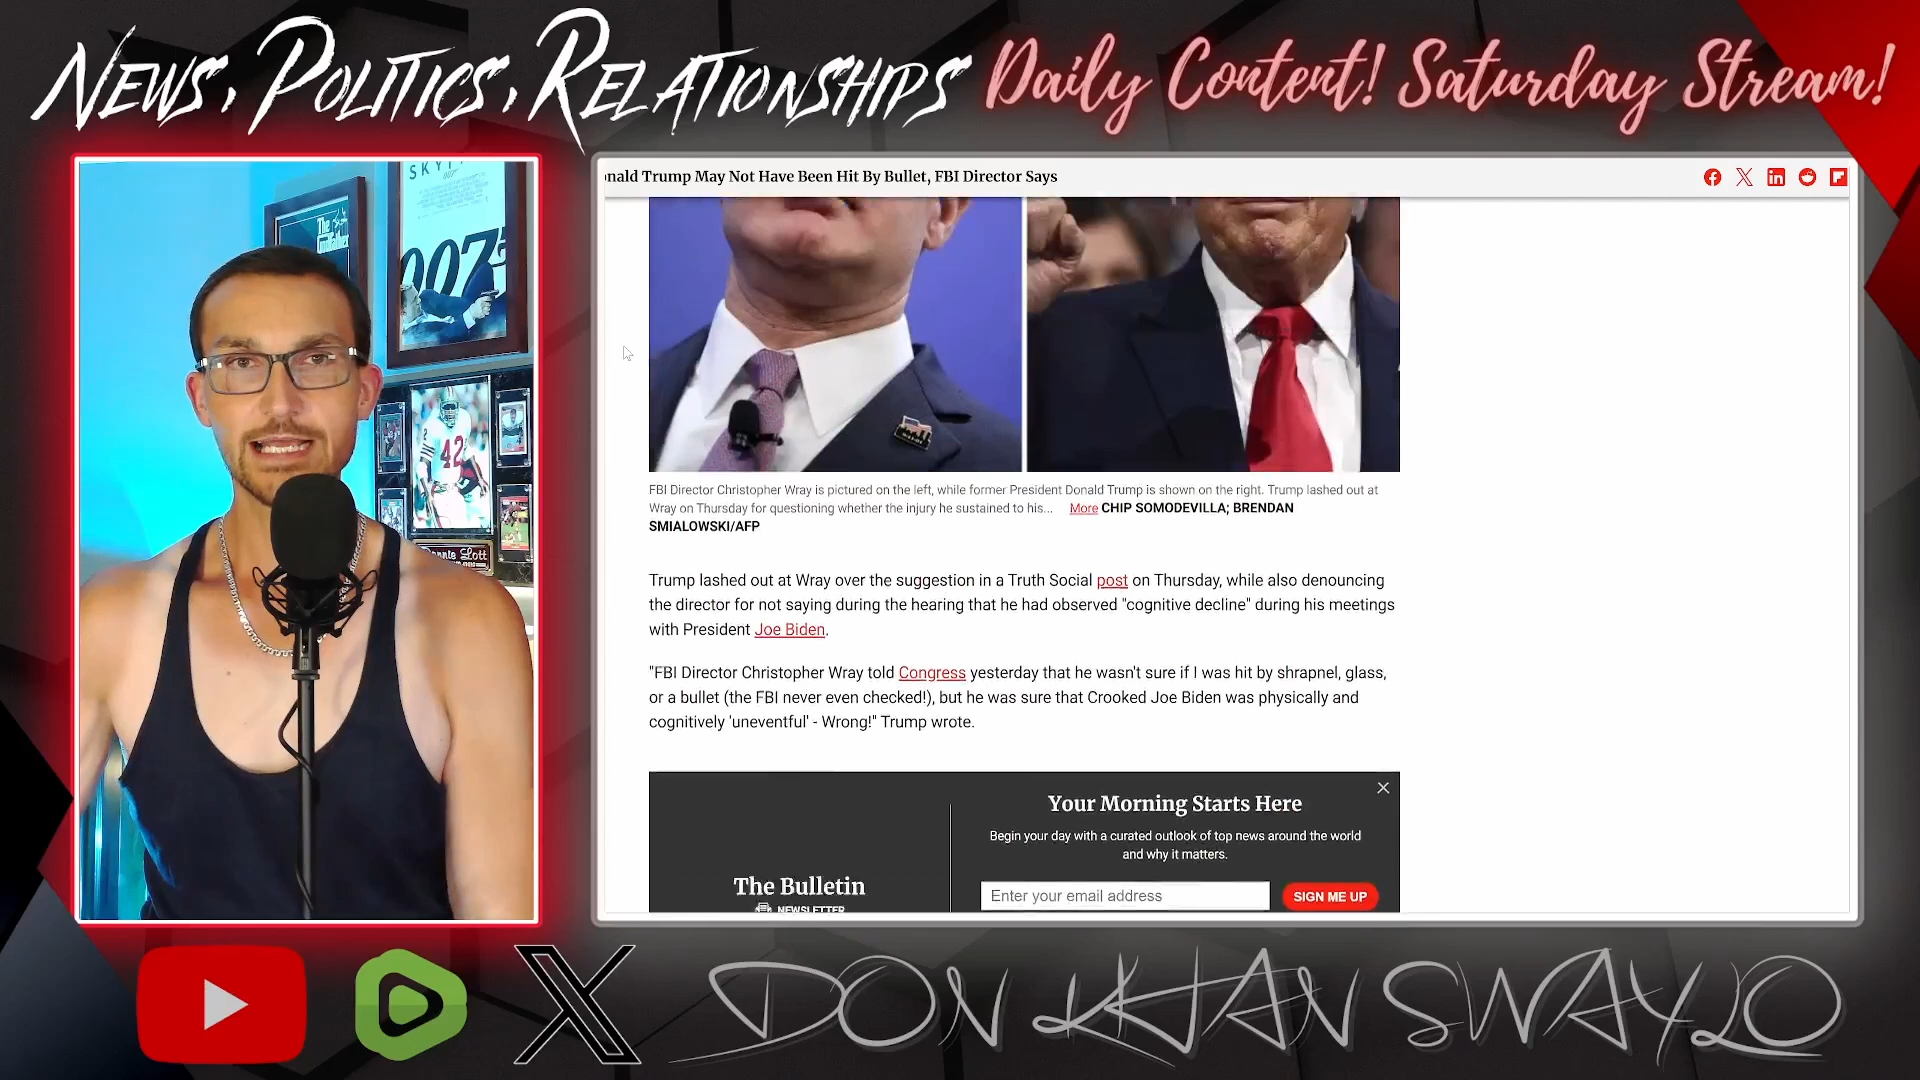 NEWS, POLITICS, RELATIONSHIPS
Daily Content! Saturday Stream!
SKYF
007
The Godfather
42
Ronnie Lott
onald Trump May Not Have Been Hit By Bullet, FBI Director Says
FBI Director Christopher Wray is pictured on the left, while former President Donald Trump is shown on the right. Trump lashed out at
Wray on Thursday for questioning whether the injury he sustained to his... More CHIP SOMODEVILLA; BRENDAN
SMIALOWSKI/AFP
Trump lashed out at Wray over the suggestion in a Truth Social post on Thursday, while also denouncing
the director for not saying during the hearing that he had observed "cognitive decline" during his meetings
with President Joe Biden.
"FBI Director Christopher Wray told Congress yesterday that he wasn't sure if I was hit by shrapnel, glass,
or a bullet (the FBI never even checked!), but he was sure that Crooked Joe Biden was physically and
cognitively 'uneventful' - Wrong!" Trump wrote.
The Bulletin
NEWSLETTER
Your Morning Starts Here
Begin your day with a curated outlook of top news around the world
and why it matters.
Enter your email address
SIGN ME UP
DON KHAN SWAYLO